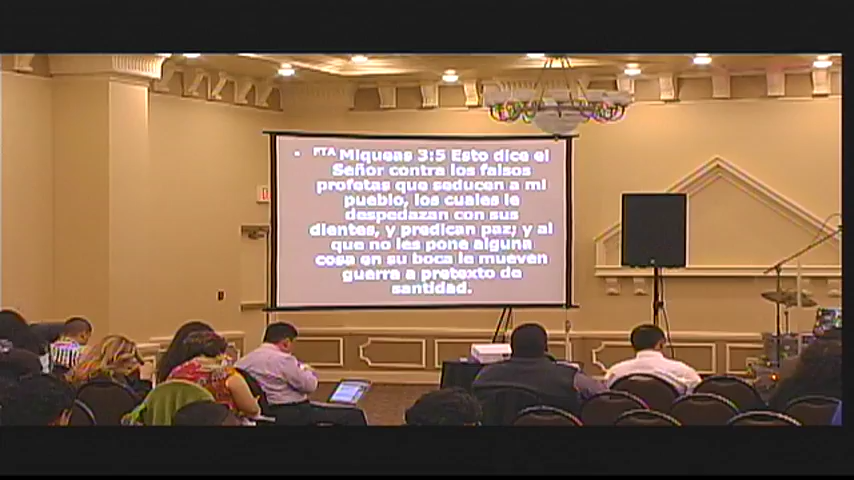 ▪ FTA Miqueas 3:5 Esto dice el
Señor contra los falsos
profetas que seducen a mi
pueblo, los cuales le
despedazan con sus
dientes, y predican paz; y al
que no les pone alguna
cosa en su boca le mueven
guerra a pretexto de
santidad.